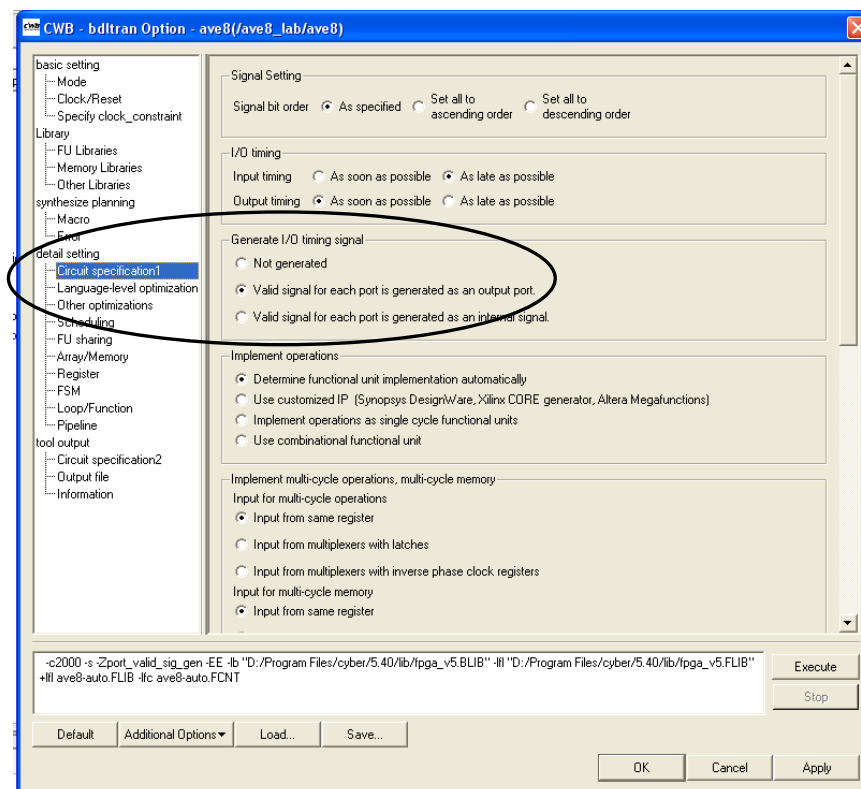 CWB - bdltran Option - ave8(/ave8_lab/ave8)
basic setting
Mode
Clock/Reset
Specify clock_constraint
Library
FU Libraries
Memory Libraries
Other Libraries
synthesize planning
Macro
Error
detail setting
Circuit specification1
Language-level optimization
Other optimizations
Scheduling
FU sharing
Array/Memory
Register
FSM
Loop/Function
Pipeline
tool output
Circuit specification2
Output file
Information
Signal Setting
Signal bit order As specified Set all to ascending order Set all to descending order
I/O timing
Input timing As soon as possible As late as possible
Output timing As soon as possible As late as possible
Generate I/O timing signal
Not generated
Valid signal for each port is generated as an output port.
Valid signal for each port is generated as an internal signal.
Implement operations
Determine functional unit implementation automatically
Use customized IP (Synopsys DesignWare, Xilinx CORE generator, Altera Megafunctions)
Implement operations as single cycle functional units
Use combinational functional unit
Implement multi-cycle operations, multi-cycle memory
Input for multi-cycle operations
Input from same register
Input from multiplexers with latches
Input from multiplexers with inverse phase clock registers
Input for multi-cycle memory
Input from same register
-c2000 -s -Zport_valid_sig_gen -EE -lb "D:/Program Files/cyber/5.40/lib/fpga_v5.BLIB" -lfl "D:/Program Files/cyber/5.40/lib/fpga_v5.FLIB"
+lfl ave8-auto.FLIB -lfc ave8-auto.FCNT
Execute
Stop
Default Additional Options Load... Save...
OK Cancel Apply